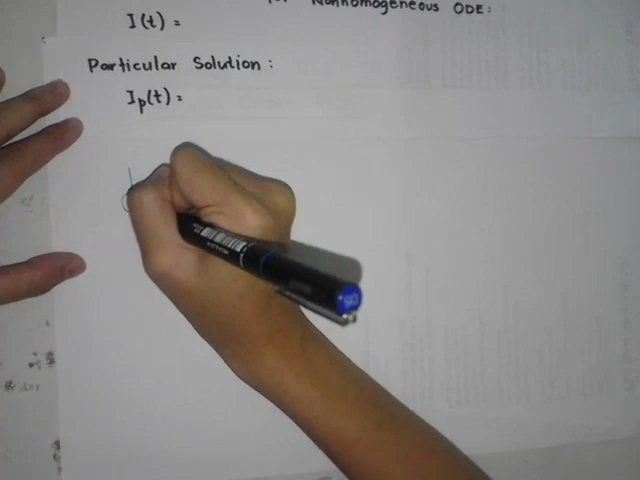 Nonhomogeneous ODE:
I(t) =
Particular Solution:
Ip(t) =